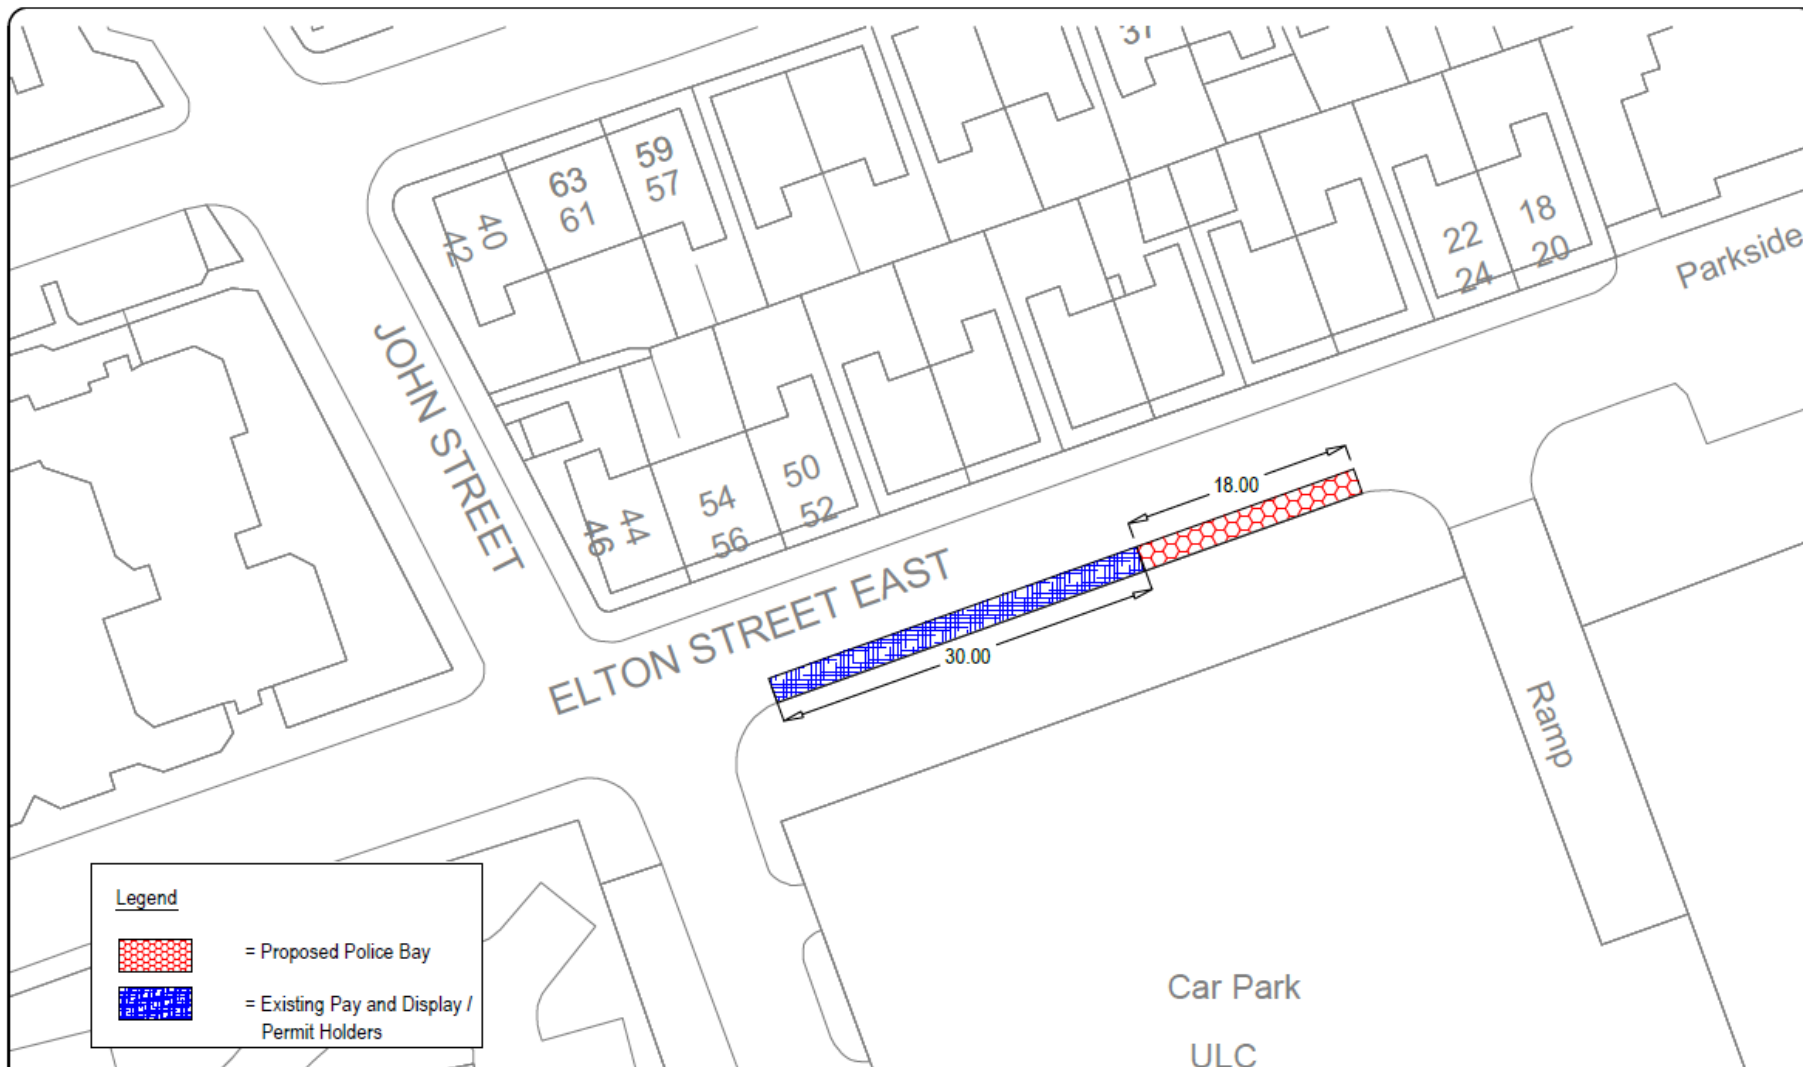 37
59
57
63
61
40
42
18
20
22
24
Parkside
JOHN STREET
50
52
54
56
44
46
18.00
ELTON STREET EAST
30.00
Ramp
Legend
= Proposed Police Bay
= Existing Pay and Display /
Permit Holders
Car Park
ULC